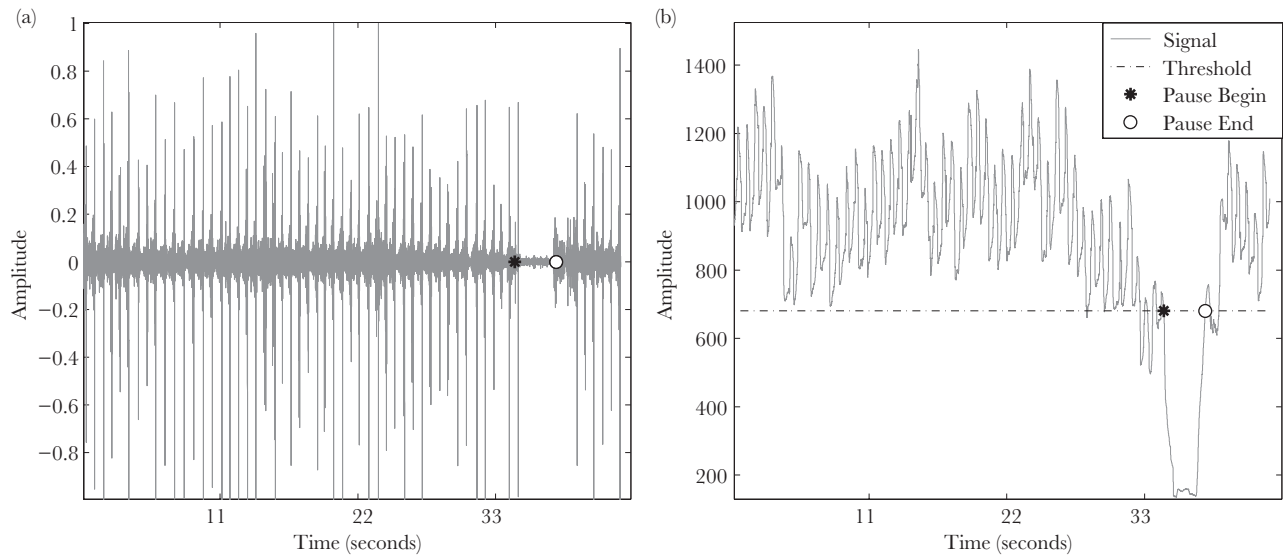 (a)
1
0.8
0.6
0.4
0.2
0
−0.2
−0.4
−0.6
−0.8
Amplitude
11
22
33
Time (seconds)
(b)
1400
1200
1000
800
600
400
200
Amplitude
11
22
33
Time (seconds)
Signal
Threshold
Pause Begin
Pause End